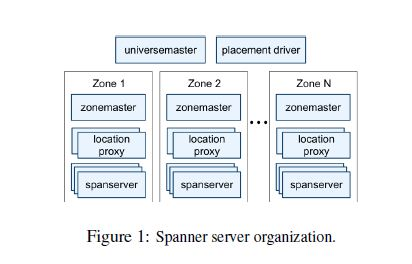 universemaster placement driver
Zone 1 Zone 2 Zone N
zonemaster zonemaster zonemaster
...
location location location
proxy proxy proxy
spanserver spanserver spanserver
Figure 1: Spanner server organization.